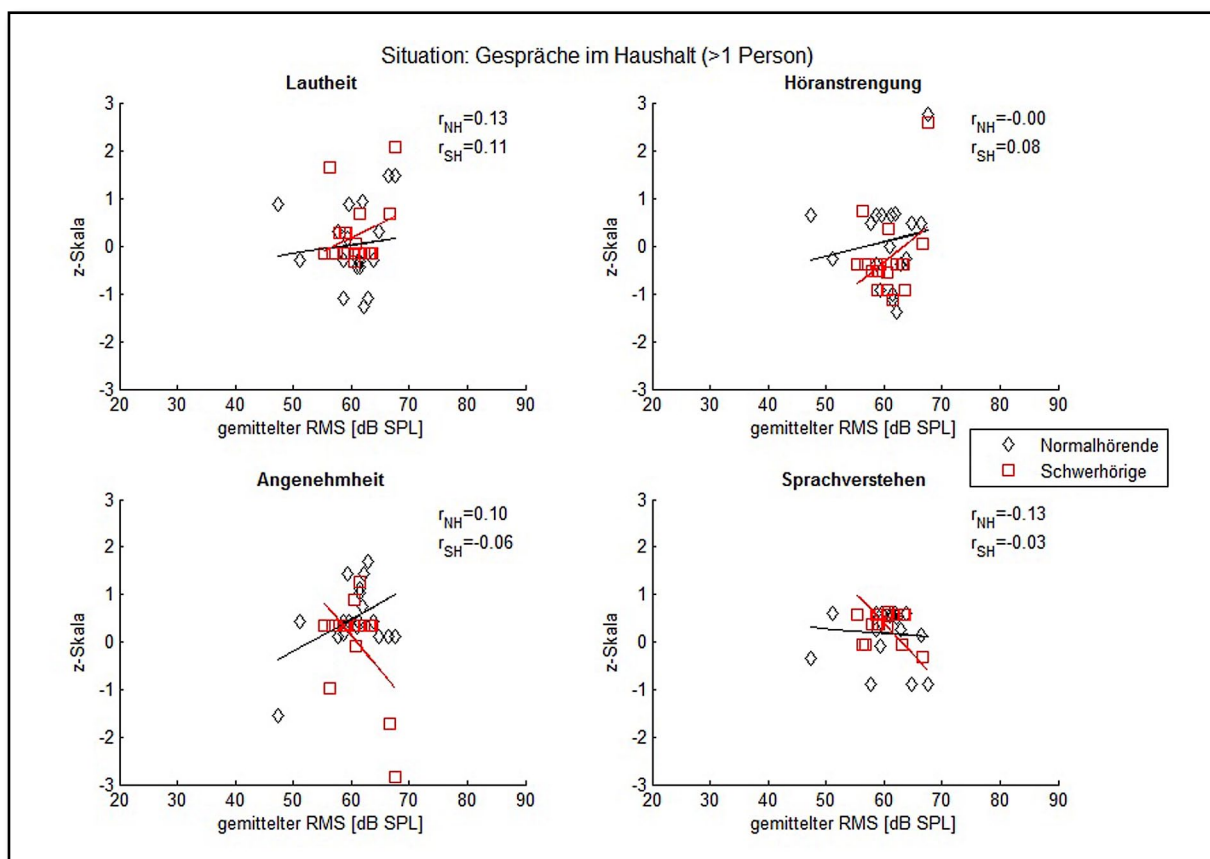 Situation: Gespräche im Haushalt (>1 Person)
Lautheit
r_NH=0.13
r_SH=0.11
z-Skala
3
2
1
0
-1
-2
-3
20 30 40 50 60 70 80 90
gemittelter RMS [dB SPL]
Höranstrengung
r_NH=-0.00
r_SH=0.08
z-Skala
3
2
1
0
-1
-2
-3
20 30 40 50 60 70 80 90
gemittelter RMS [dB SPL]
Normalhörende
Schwerhörige
Angenehmheit
r_NH=0.10
r_SH=-0.06
z-Skala
3
2
1
0
-1
-2
-3
20 30 40 50 60 70 80 90
gemittelter RMS [dB SPL]
Sprachverstehen
r_NH=-0.13
r_SH=-0.03
z-Skala
3
2
1
0
-1
-2
-3
20 30 40 50 60 70 80 90
gemittelter RMS [dB SPL]